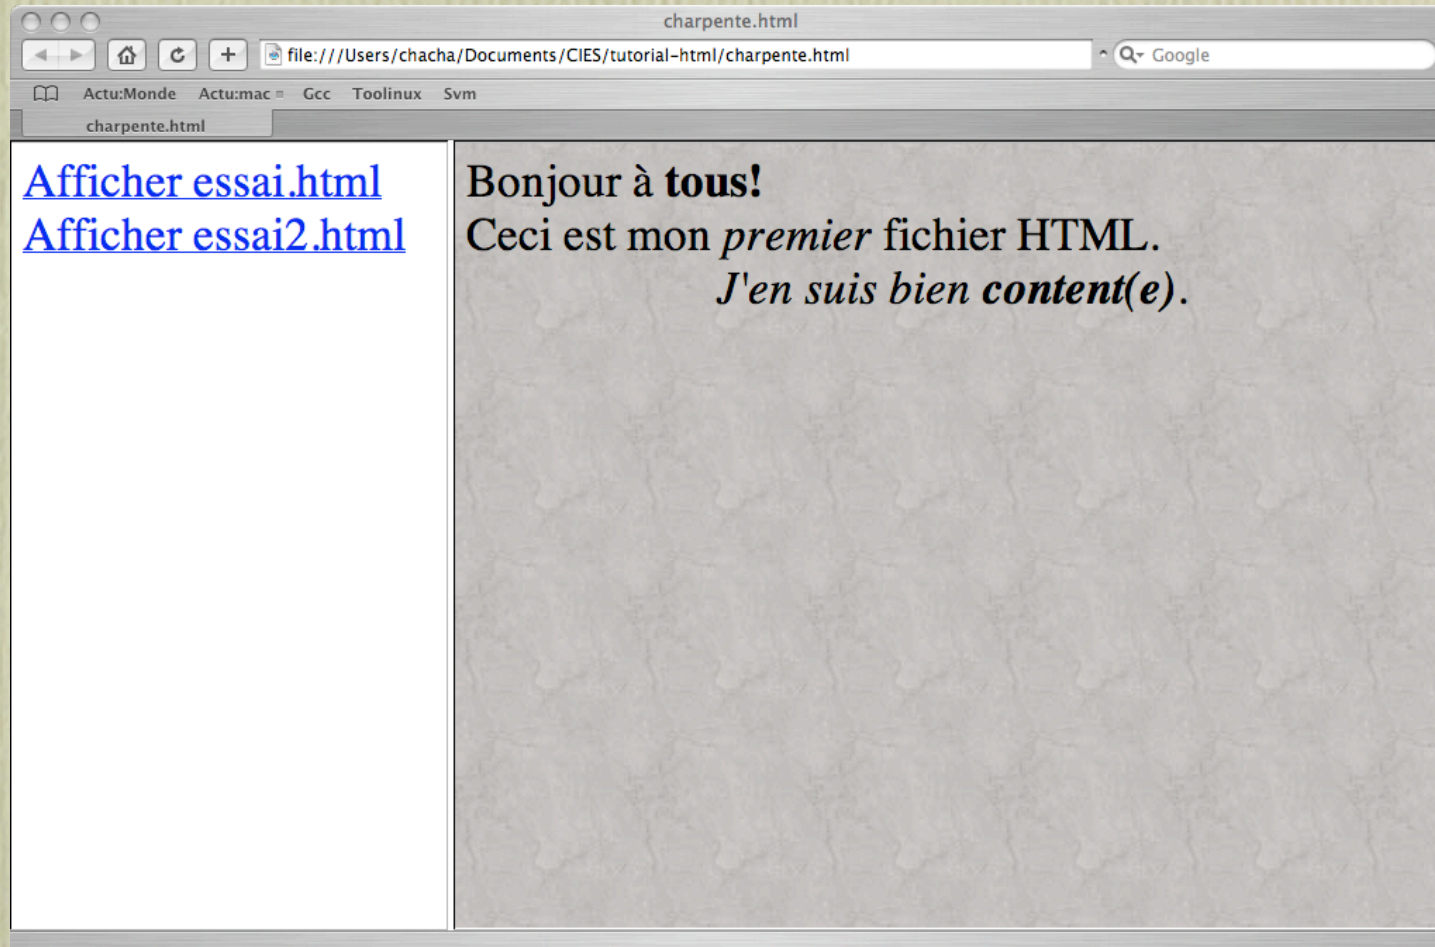 charpente.html
file:///Users/chacha/Documents/CIES/tutorial-html/charpente.html
Google
Actu:Monde Actu:mac Gcc Toolinux Svm
charpente.html
Afficher essai.html
Afficher essai2.html
Bonjour à tous!
Ceci est mon premier fichier HTML.
J'en suis bien content(e).